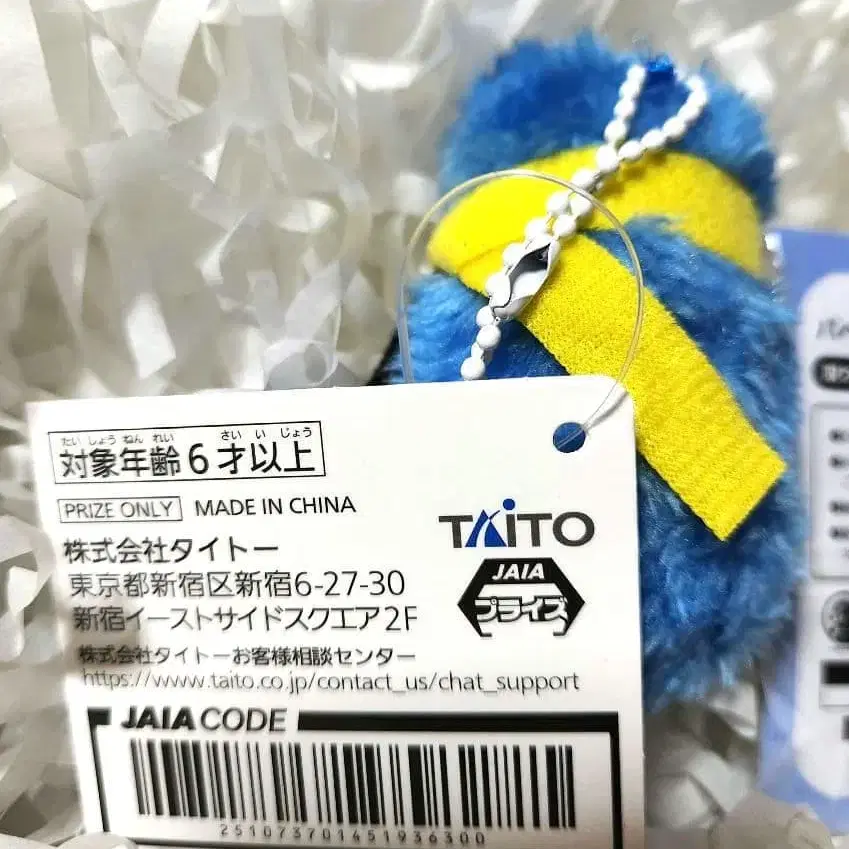 たいしょうねんれい さいいじょう
対象年齢6才以上
PRIZE ONLY MADE IN CHINA
株式会社タイトー
東京都新宿区新宿6-27-30
新宿イーストサイドスクエア2F
株式会社タイトーお客様相談センター
https://www.taito.co.jp/contact_us/chat_support
TAITO
JAIA
プライズ
JAIA CODE
251073701451936300